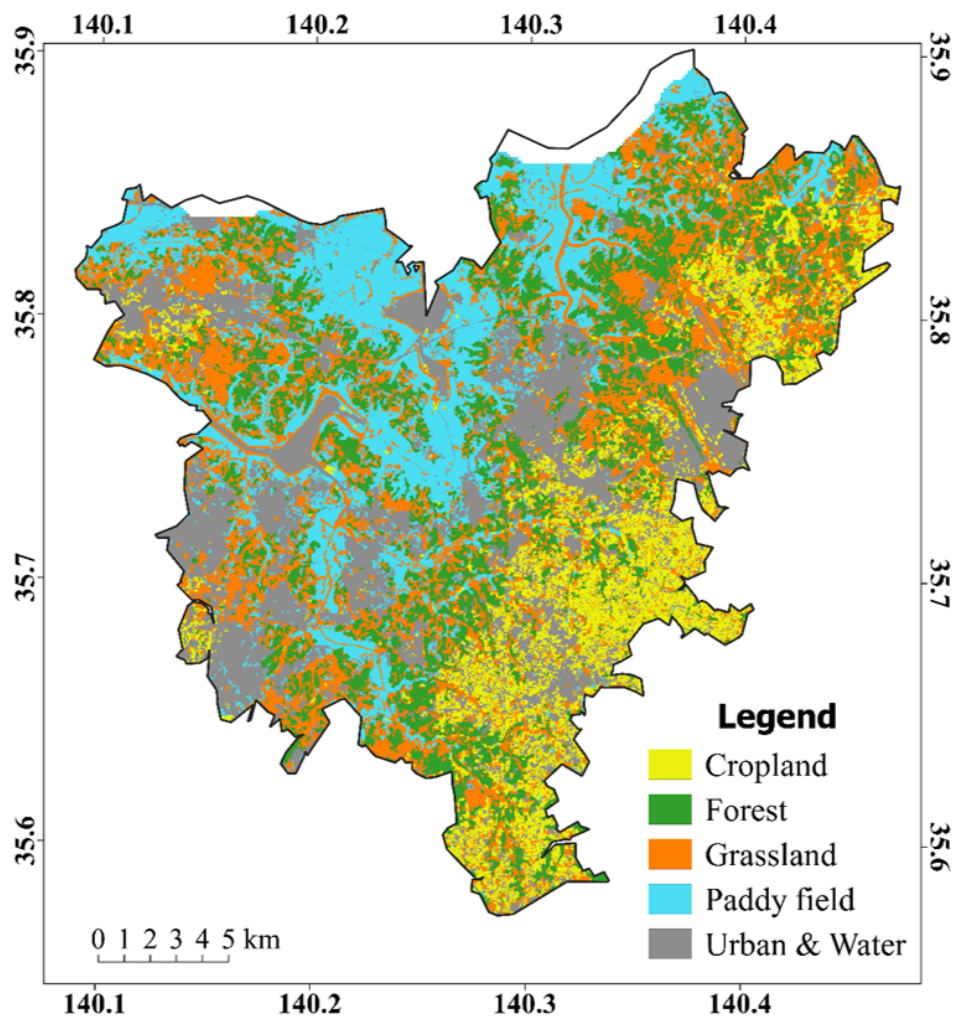 140.1 140.2 140.3 140.4
35.9 35.9
35.8 35.8
35.7 35.7
35.6 35.6
Legend
Cropland
Forest
Grassland
Paddy field
Urban & Water
0 1 2 3 4 5 km
140.1 140.2 140.3 140.4